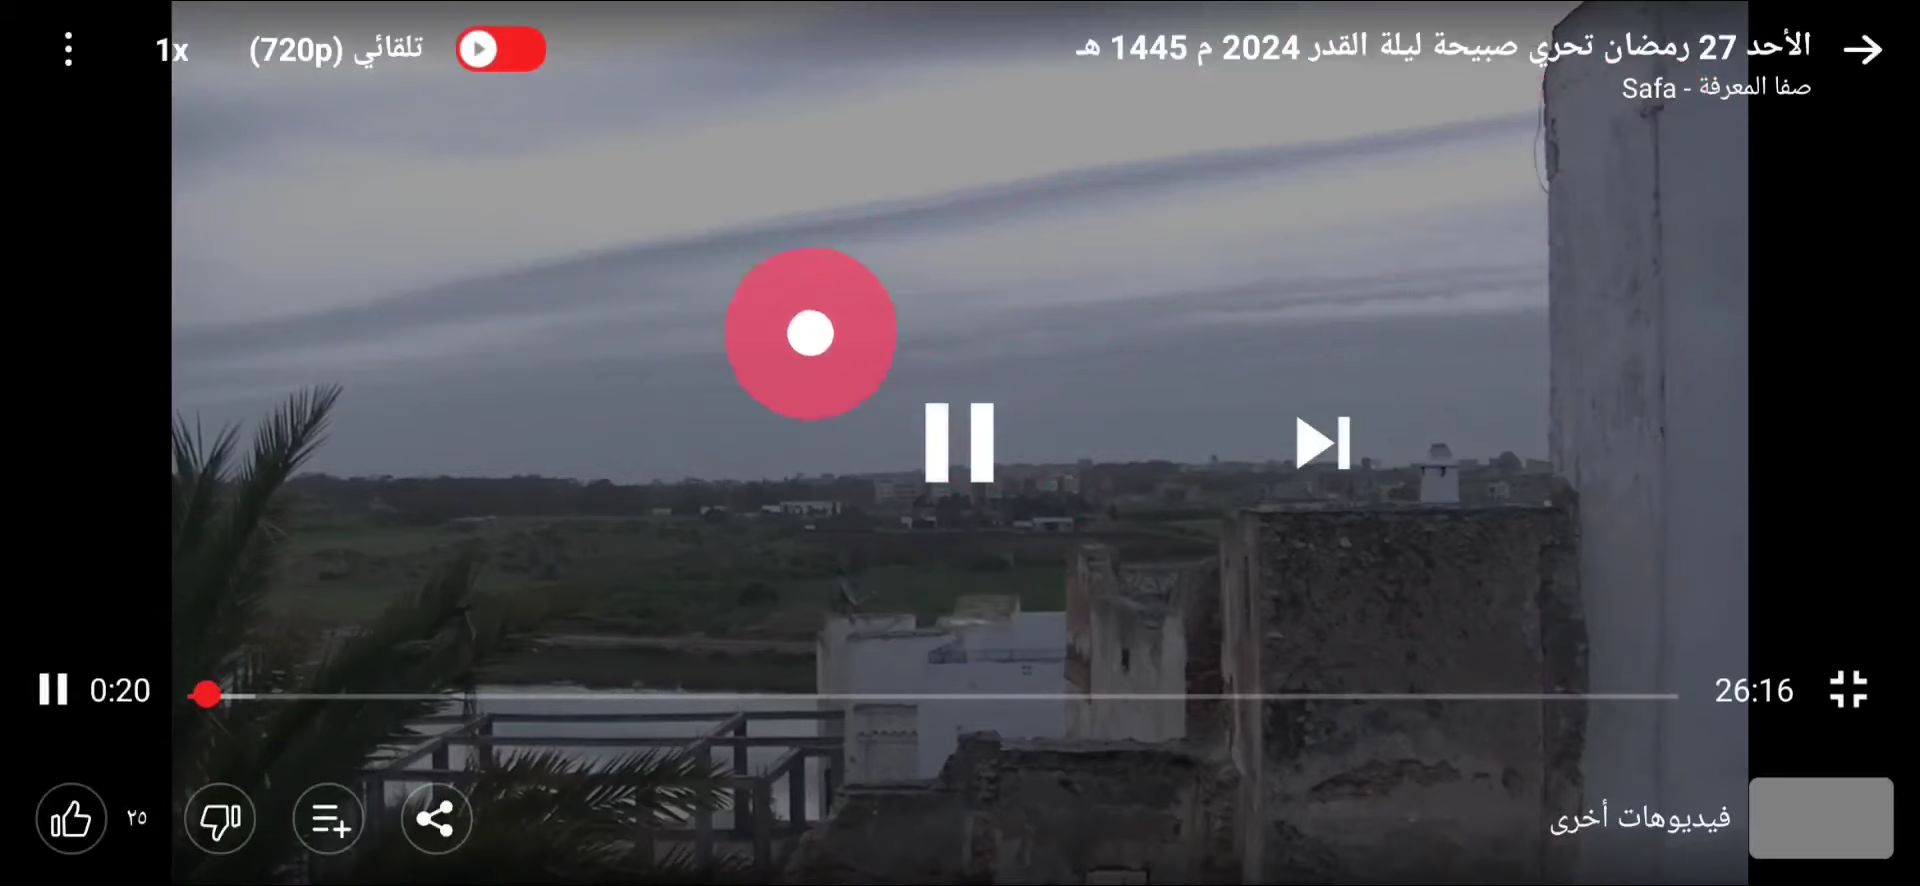 الأحد 27 رمضان تحري صبيحة ليلة القدر 2024 م 1445 هـ
صفا المعرفة - Safa
تلقائي (720p)
1x
0:20
26:16
٢٥
فيديوهات أخرى